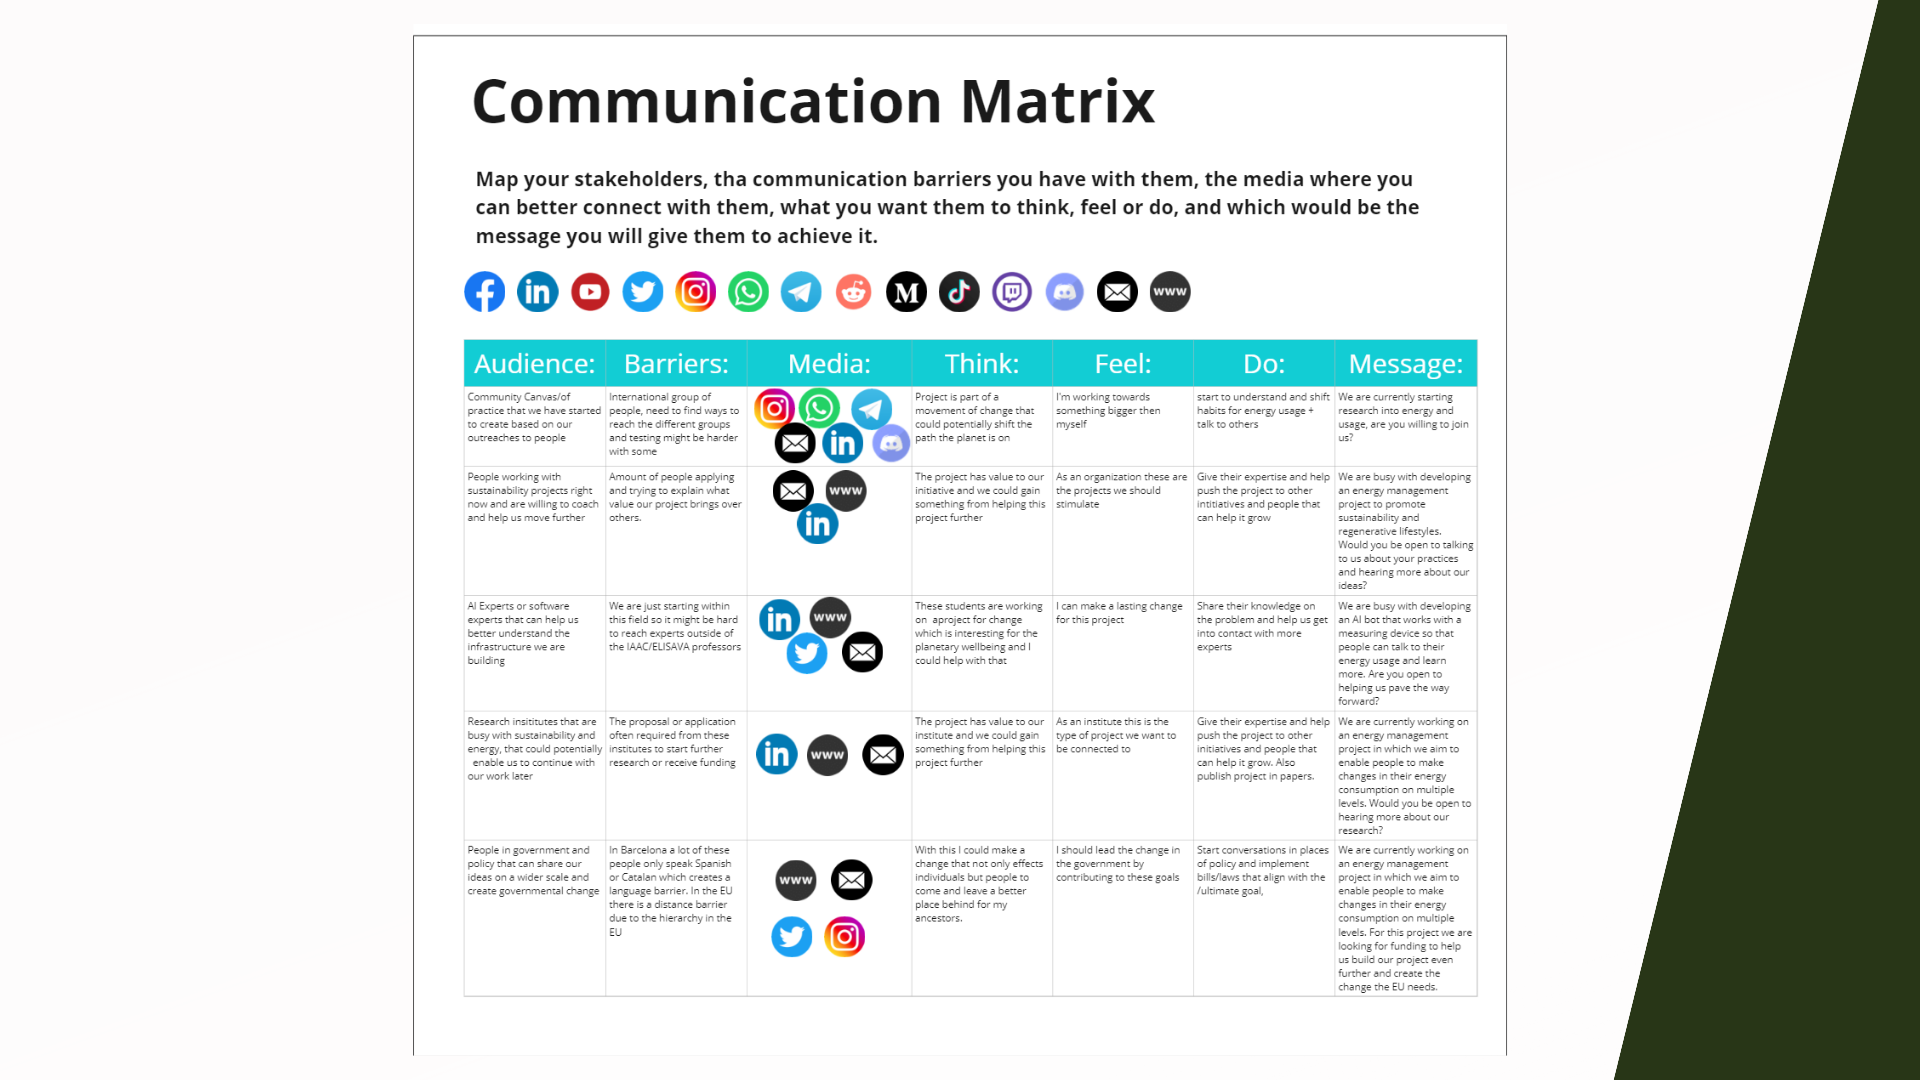 Communication Matrix
Map your stakeholders, tha communication barriers you have with them, the media where you
can better connect with them, what you want them to think, feel or do, and which would be the
message you will give them to achieve it.
in
M
www
Audience: Barriers: Media: Think: Feel: Do: Message:
Community Canvas/of
practice that we have started
to create based on our
outreaches to people
International group of
people, need to find ways to
reach the different groups
and testing might be harder
with some
in
Project is part of a
movement of change that
could potentially shift the
path the planet is on
I'm working towards
something bigger then
myself
start to understand and shift
habits for energy usage +
talk to others
We are currently starting
research into energy and
usage, are you willing to join
us?
People working with
sustainability projects right
now and are willing to coach
and help us move further
Amount of people applying
and trying to explain what
value our project brings over
others.
www
in
The project has value to our
initiative and we could gain
something from helping this
project further
As an organization these are
the projects we should
stimulate
Give their expertise and help
push the project to other
intitiatives and people that
can help it grow
We are busy with developing
an energy management
project to promote
sustainability and
regenerative lifestyles.
Would you be open to talking
to us about your practices
and hearing more about our
ideas?
AI Experts or software
experts that can help us
better understand the
infrastructure we are
building
We are just starting within
this field so it might be hard
to reach experts outside of
the IAAC/ELISAVA professors
in
www
These students are working
on aproject for change
which is interesting for the
planetary wellbeing and I
could help with that
I can make a lasting change
for this project
Share their knowledge on
the problem and help us get
into contact with more
experts
We are busy with developing
an AI bot that works with a
measuring device so that
people can talk to their
energy usage and learn
more. Are you open to
helping us pave the way
forward?
Research insititutes that are
busy with sustainability and
energy, that could potentially
enable us to continue with
our work later
The proposal or application
often required from these
institutes to start further
research or receive funding
in
www
The project has value to our
institute and we could gain
something from helping this
project further
As an institute this is the
type of project we want to
be connected to
Give their expertise and help
push the project to other
initiatives and people that
can help it grow. Also
publish project in papers.
We are currently working on
an energy management
project in which we aim to
enable people to make
changes in their energy
consumption on multiple
levels. Would you be open to
hearing more about our
research?
People in government and
policy that can share our
ideas on a wider scale and
create governmental change
In Barcelona a lot of these
people only speak Spanish
or Catalan which creates a
language barrier. In the EU
there is a distance barrier
due to the hierarchy in the
EU
www
With this I could make a
change that not only effects
individuals but people to
come and leave a better
place behind for my
ancestors.
I should lead the change in
the government by
contributing to these goals
Start conversations in places
of policy and implement
bills/laws that align with the
/ultimate goal,
We are currently working on
an energy management
project in which we aim to
enable people to make
changes in their energy
consumption on multiple
levels. For this project we are
looking for funding to help
us build our project even
further and create the
change the EU needs.